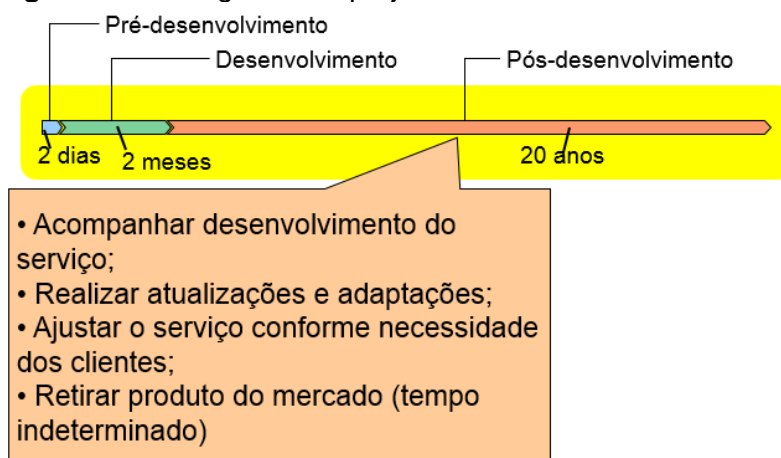 Pré-desenvolvimento
Desenvolvimento
Pós-desenvolvimento
2 dias
2 meses
20 anos
• Acompanhar desenvolvimento do
serviço;
• Realizar atualizações e adaptações;
• Ajustar o serviço conforme necessidade
dos clientes;
• Retirar produto do mercado (tempo
indeterminado)